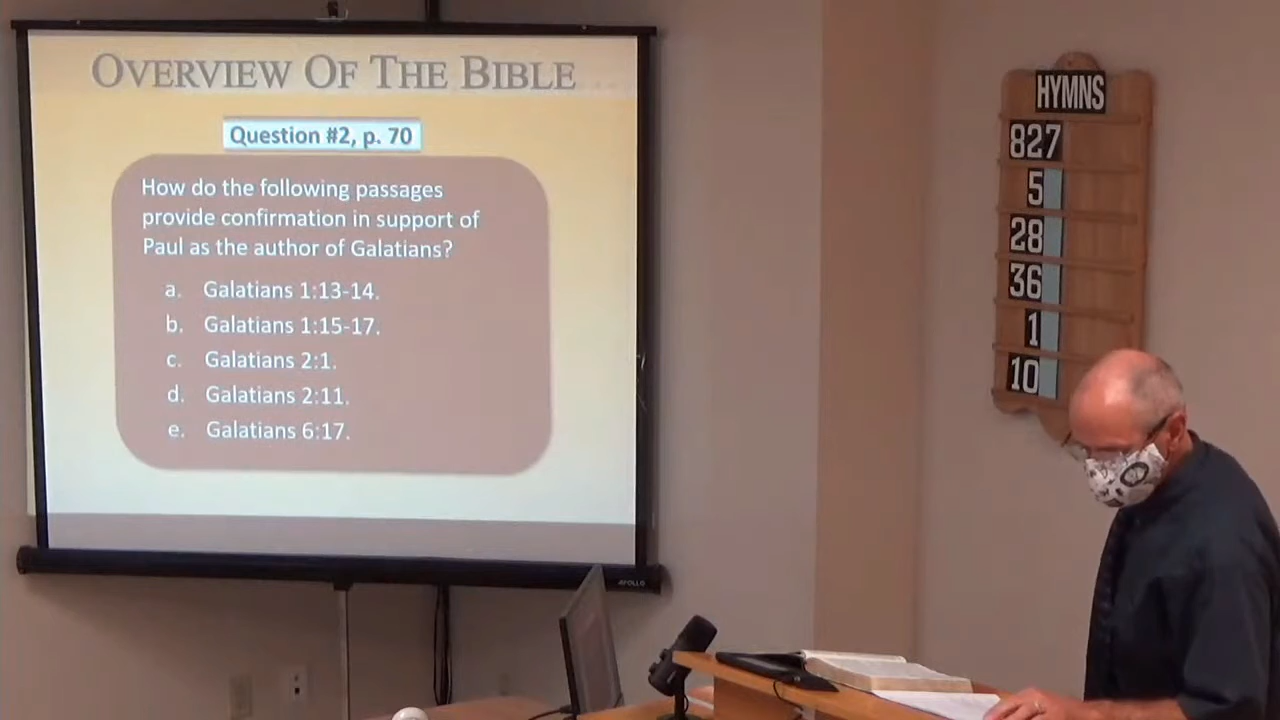 OVERVIEW OF THE BIBLE
Question #2, p. 70
How do the following passages
provide confirmation in support of
Paul as the author of Galatians?
a. Galatians 1:13-14.
b. Galatians 1:15-17.
c. Galatians 2:1.
d. Galatians 2:11.
e. Galatians 6:17.
APOLLO
HYMNS
827
5
28
36
1
10